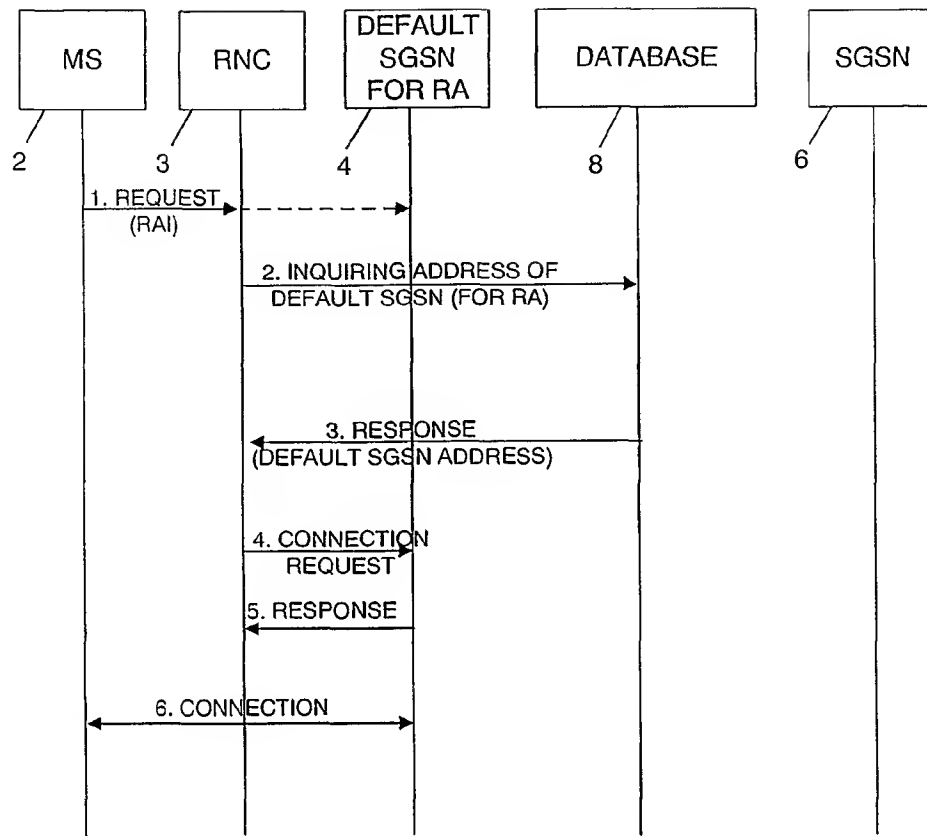 MS
RNC
DEFAULT
SGSN
FOR RA
DATABASE
SGSN
2
3
4
8
6
1. REQUEST
(RAI)
2. INQUIRING ADDRESS OF
DEFAULT SGSN (FOR RA)
3. RESPONSE
(DEFAULT SGSN ADDRESS)
4. CONNECTION
REQUEST
5. RESPONSE
6. CONNECTION